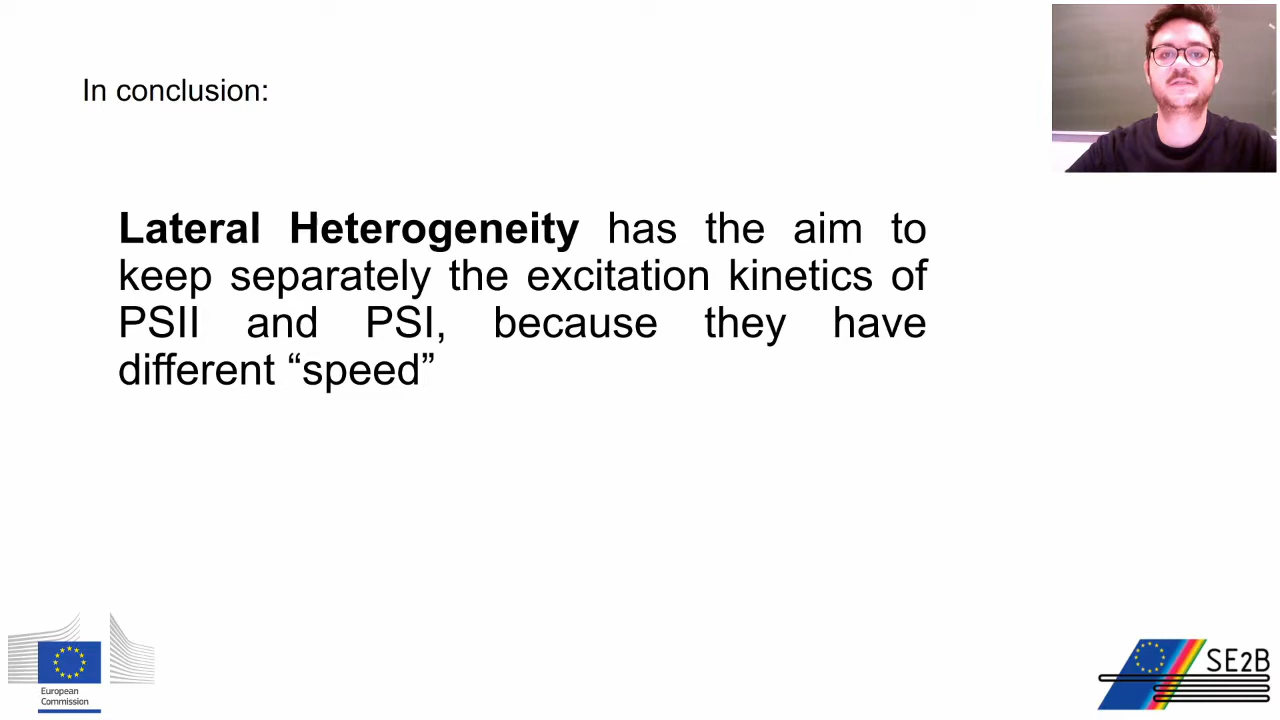 In conclusion:
Lateral Heterogeneity has the aim to
keep separately the excitation kinetics of
PSII and PSI, because they have
different “speed”
European
Commission
SE2B